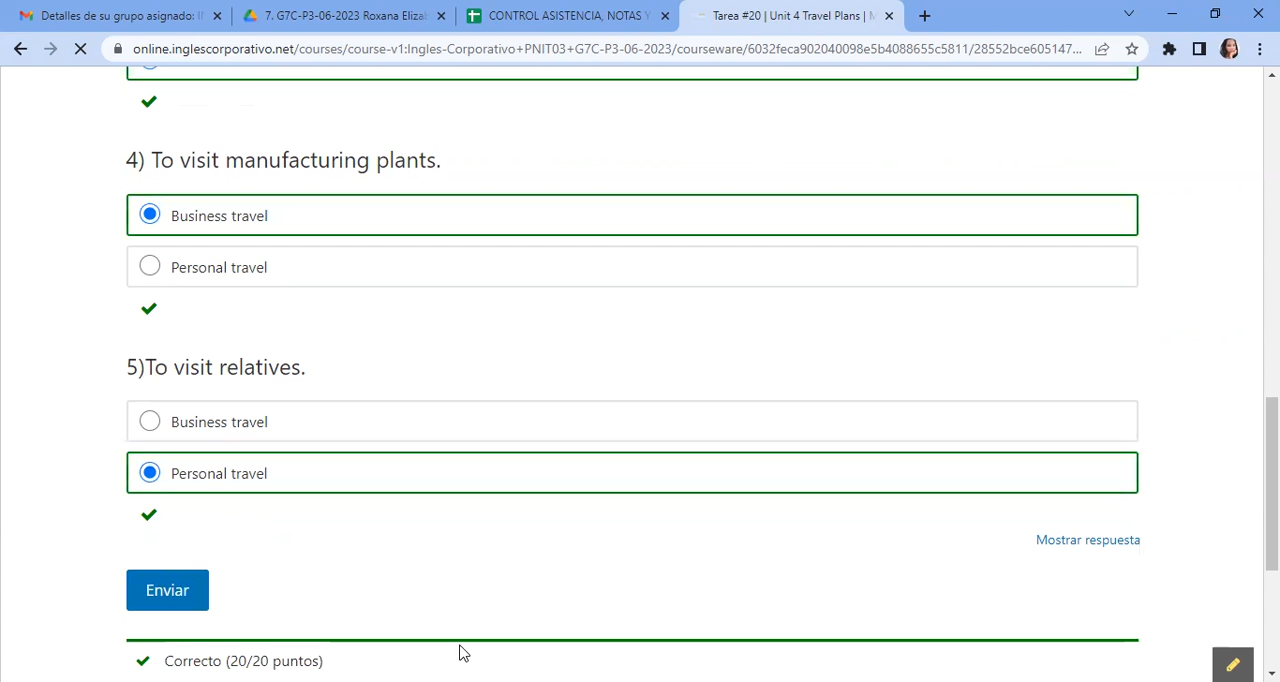 Detalles de su grupo asignado: I
7. G7C-P3-06-2023 Roxana Elizab
CONTROL ASISTENCIA, NOTAS Y
Tarea #20 | Unit 4 Travel Plans | M
online.inglescorporativo.net/courses/course-v1:Ingles-Corporativo+PNIT03+G7C-P3-06-2023/courseware/6032feca902040098e5b4088655c5811/28552bce605147...
4) To visit manufacturing plants.
Business travel
Personal travel
5)To visit relatives.
Business travel
Personal travel
Mostrar respuesta
Enviar
Correcto (20/20 puntos)